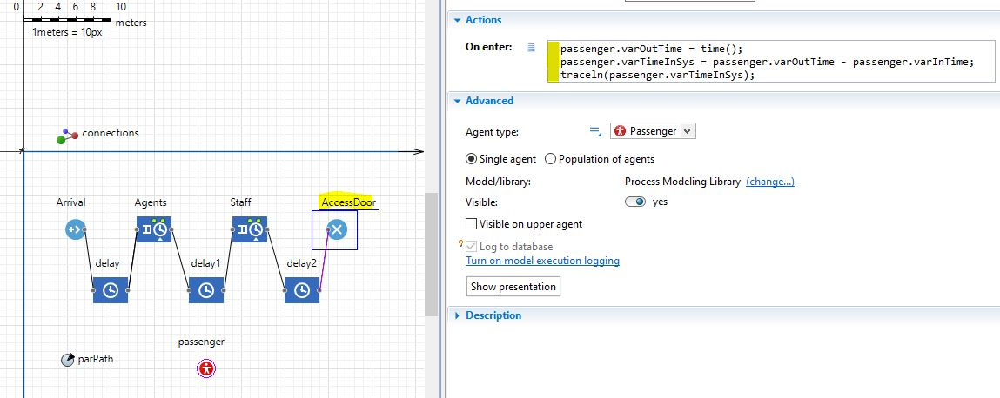 0 2 4 6 8 10
meters
1meters = 10px
connections
Arrival Agents Staff AccessDoor
delay delay1 delay2
passenger
parPath
Actions
On enter:
passenger.varOutTime = time();
passenger.varTimeInSys = passenger.varOutTime - passenger.varInTime;
traceln(passenger.varTimeInSys);
Advanced
Agent type: Passenger
Single agent Population of agents
Model/library: Process Modeling Library (change...)
Visible: yes
Visible on upper agent
Log to database
Turn on model execution logging
Show presentation
Description